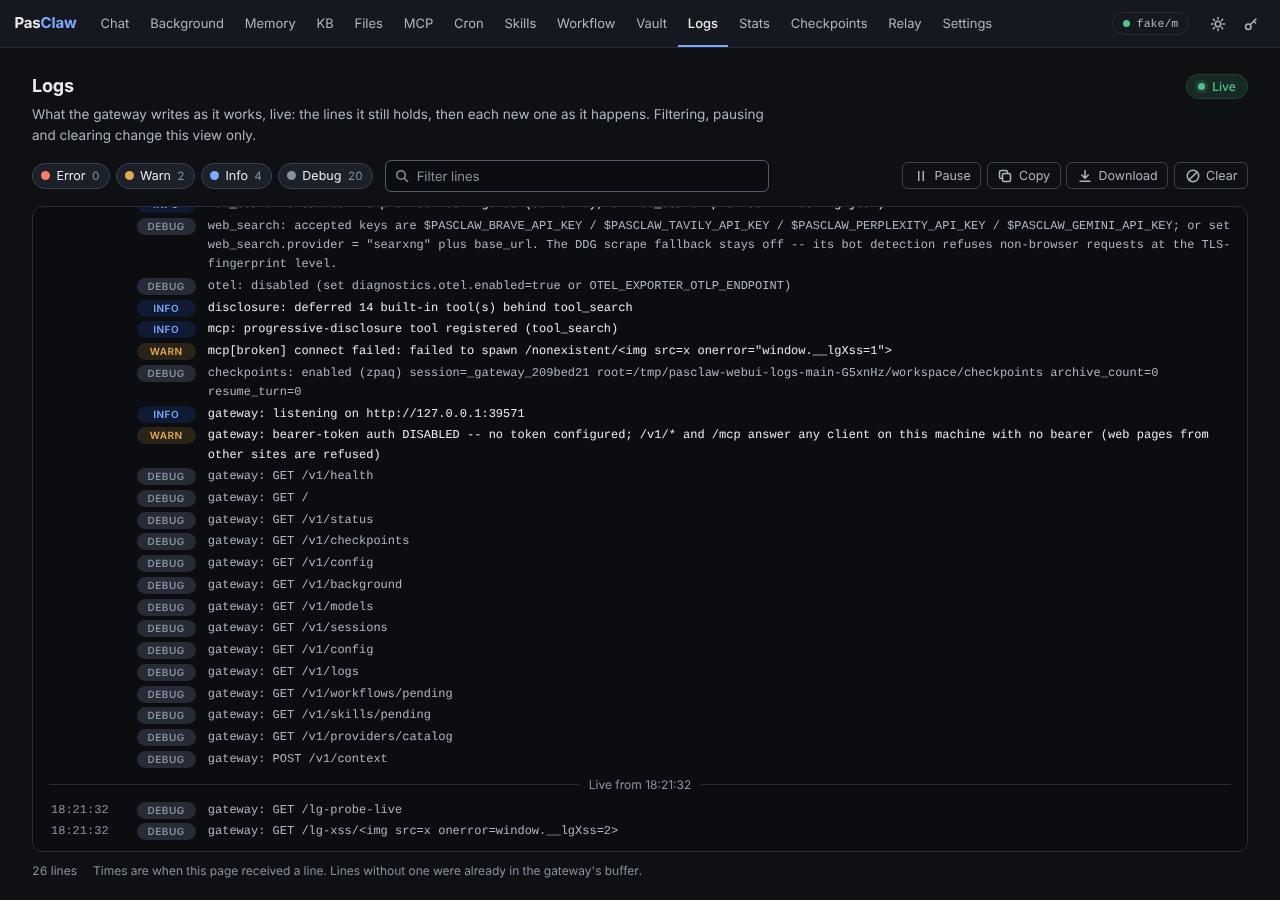 PasClaw Chat Background Memory KB Files MCP Cron Skills Workflow Vault Logs Stats Checkpoints Relay Settings fake/m
Logs
Live
What the gateway writes as it works, live: the lines it still holds, then each new one as it happens. Filtering, pausing
and clearing change this view only.
Error 0 Warn 2 Info 4 Debug 20 Filter lines Pause Copy Download Clear
DEBUG web_search: accepted keys are $PASCLAW_BRAVE_API_KEY / $PASCLAW_TAVILY_API_KEY / $PASCLAW_PERPLEXITY_API_KEY / $PASCLAW_GEMINI_API_KEY; or set
web_search.provider = "searxng" plus base_url. The DDG scrape fallback stays off -- its bot detection refuses non-browser requests at the TLS-
fingerprint level.
DEBUG otel: disabled (set diagnostics.otel.enabled=true or OTEL_EXPORTER_OTLP_ENDPOINT)
INFO disclosure: deferred 14 built-in tool(s) behind tool_search
INFO mcp: progressive-disclosure tool registered (tool_search)
WARN mcp[broken] connect failed: failed to spawn /nonexistent/<img src=x onerror="window.__lgXss=1">
DEBUG checkpoints: enabled (zpaq) session=_gateway_209bed21 root=/tmp/pasclaw-webui-logs-main-G5xnHz/workspace/checkpoints archive_count=0
resume_turn=0
INFO gateway: listening on http://127.0.0.1:39571
WARN gateway: bearer-token auth DISABLED -- no token configured; /v1/* and /mcp answer any client on this machine with no bearer (web pages from
other sites are refused)
DEBUG gateway: GET /v1/health
DEBUG gateway: GET /
DEBUG gateway: GET /v1/status
DEBUG gateway: GET /v1/checkpoints
DEBUG gateway: GET /v1/config
DEBUG gateway: GET /v1/background
DEBUG gateway: GET /v1/models
DEBUG gateway: GET /v1/sessions
DEBUG gateway: GET /v1/config
DEBUG gateway: GET /v1/logs
DEBUG gateway: GET /v1/workflows/pending
DEBUG gateway: GET /v1/skills/pending
DEBUG gateway: GET /v1/providers/catalog
DEBUG gateway: POST /v1/context
Live from 18:21:32
18:21:32 DEBUG gateway: GET /lg-probe-live
18:21:32 DEBUG gateway: GET /lg-xss/<img src=x onerror=window.__lgXss=2>
26 lines Times are when this page received a line. Lines without one were already in the gateway's buffer.